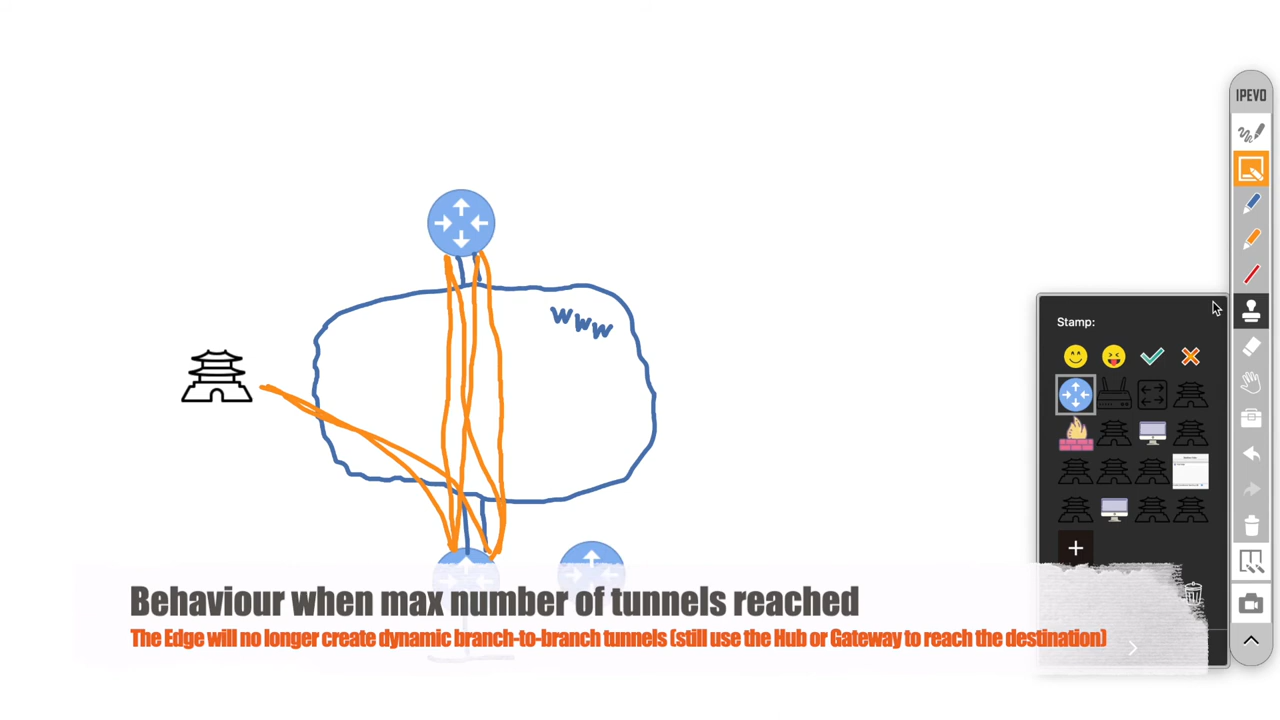 IPEVO
www
Stamp:
Behaviour when max number of tunnels reached
The Edge will no longer create dynamic branch-to-branch tunnels (still use the Hub or Gateway to reach the destination)